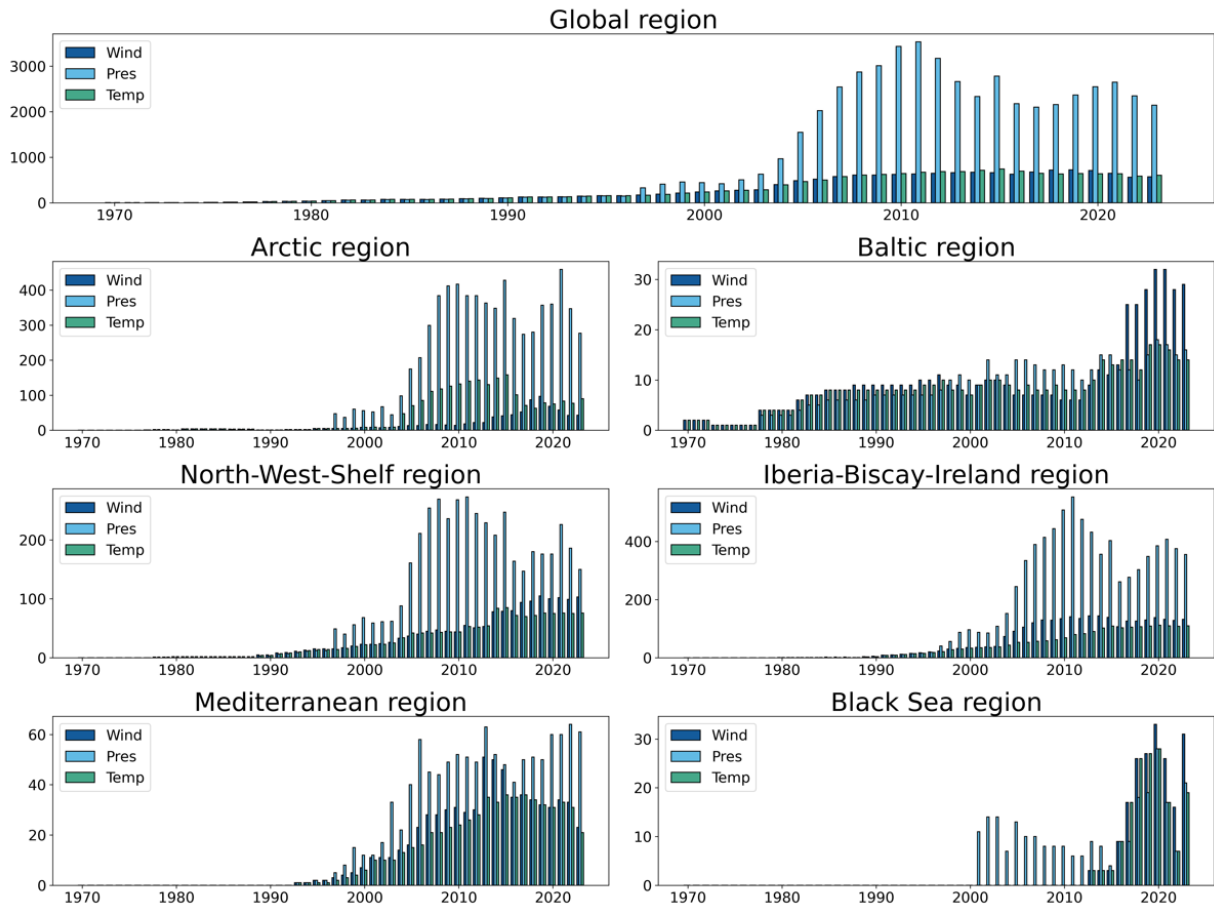 Global region
Wind
Pres
Temp
3000
2000
1000
0
1970 1980 1990 2000 2010 2020
Arctic region
Wind
Pres
Temp
400
300
200
100
0
1970 1980 1990 2000 2010 2020
Baltic region
Wind
Pres
Temp
30
20
10
0
1970 1980 1990 2000 2010 2020
North-West-Shelf region
Wind
Pres
Temp
200
100
0
1970 1980 1990 2000 2010 2020
Iberia-Biscay-Ireland region
Wind
Pres
Temp
400
200
0
1970 1980 1990 2000 2010 2020
Mediterranean region
Wind
Pres
Temp
60
40
20
0
1970 1980 1990 2000 2010 2020
Black Sea region
Wind
Pres
Temp
30
20
10
0
1970 1980 1990 2000 2010 2020